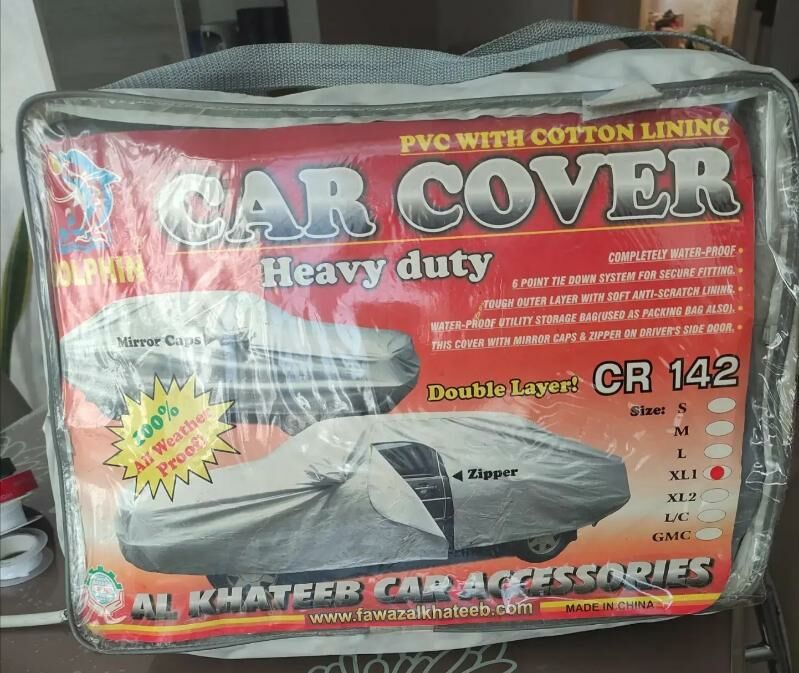 PVC WITH COTTON LINING
CAR COVER
DOLPHIN
Heavy duty
COMPLETELY WATER-PROOF •
6 POINT TIE DOWN SYSTEM FOR SECURE FITTING. •
TOUGH OUTER LAYER WITH SOFT ANTI-SCRATCH LINING. •
WATER-PROOF UTILITY STORAGE BAG(USED AS PACKING BAG ALSO). •
THIS COVER WITH MIRROR CAPS & ZIPPER ON DRIVER'S SIDE DOOR. •
Mirror Caps
Double Layer!
CR 142
Size: S
M
L
XL1
XL2
L/C
GMC
100%
All Weather
Proof!
Zipper
AL KHATEEB CAR ACCESSORIES
www.fawazalkhateeb.com
MADE IN CHINA